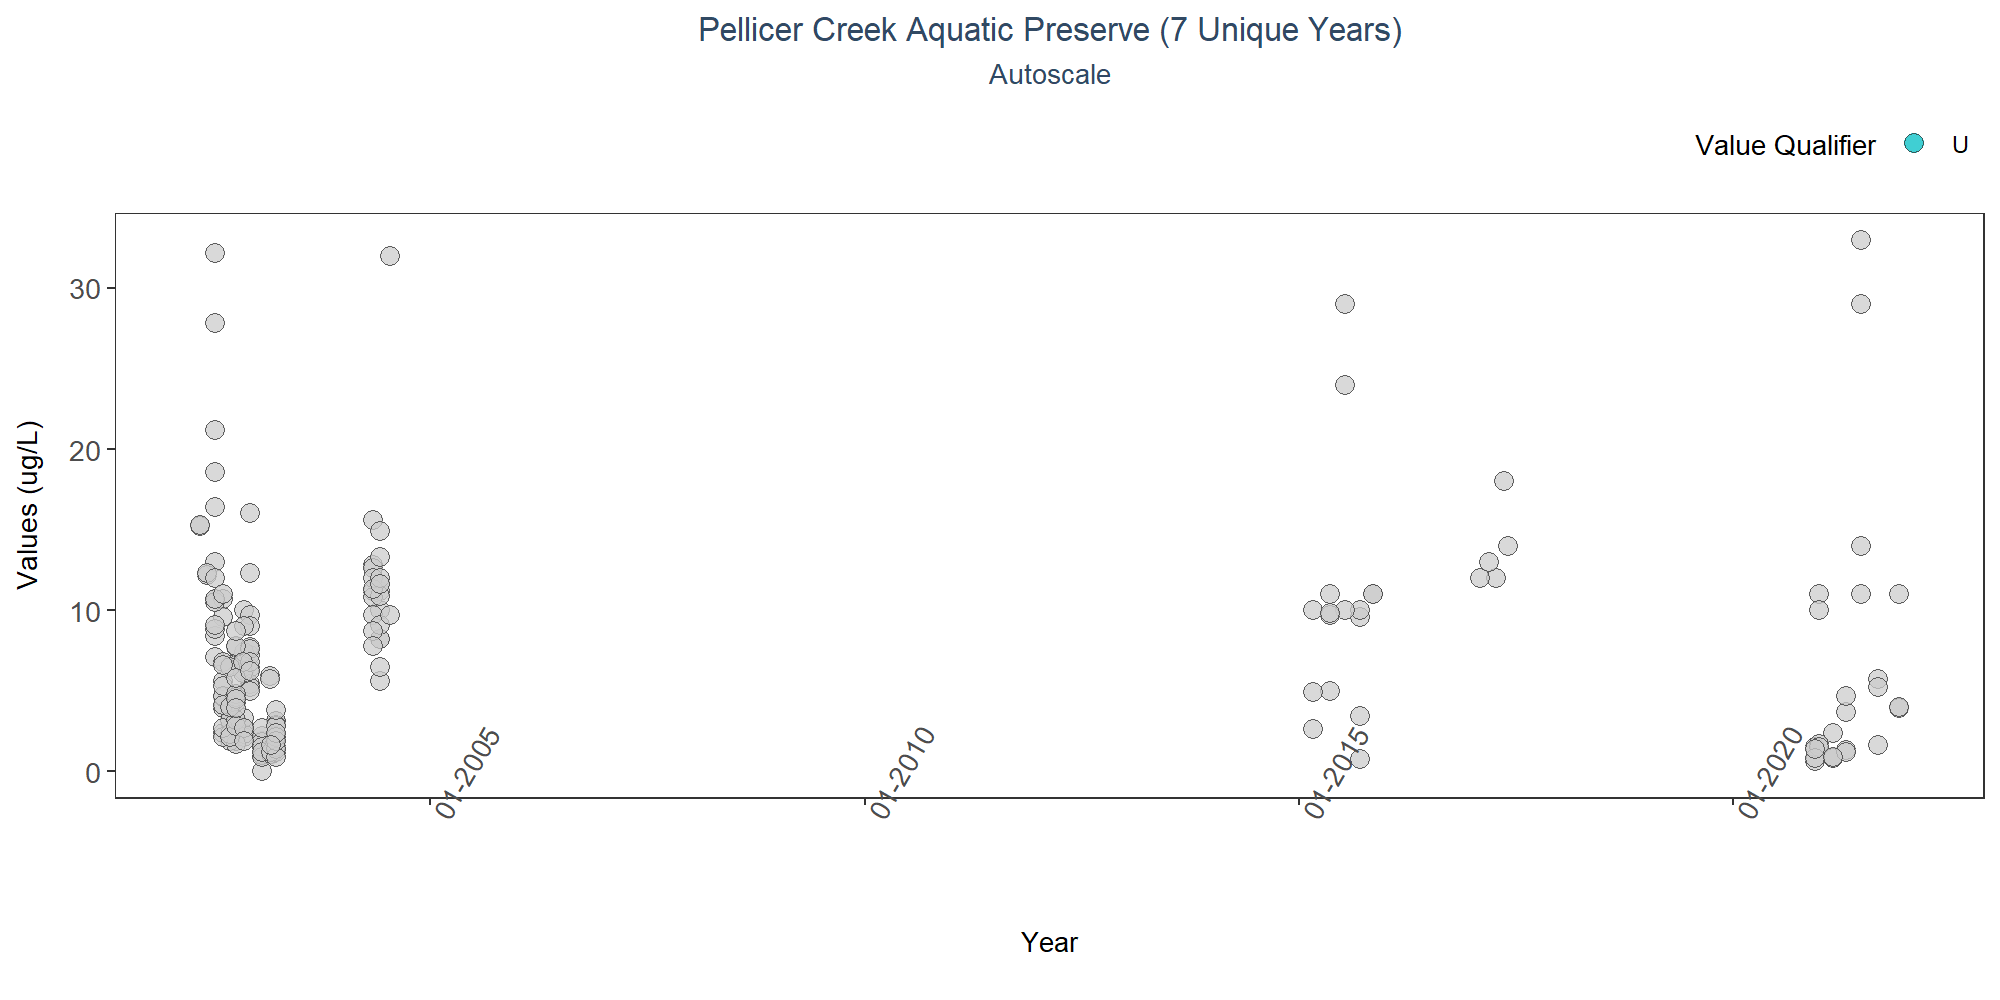 Pellicer Creek Aquatic Preserve (7 Unique Years)
Autoscale
Value Qualifier U
Values (ug/L)
30
20
10
0
01-2005
01-2010
01-2015
01-2020
Year